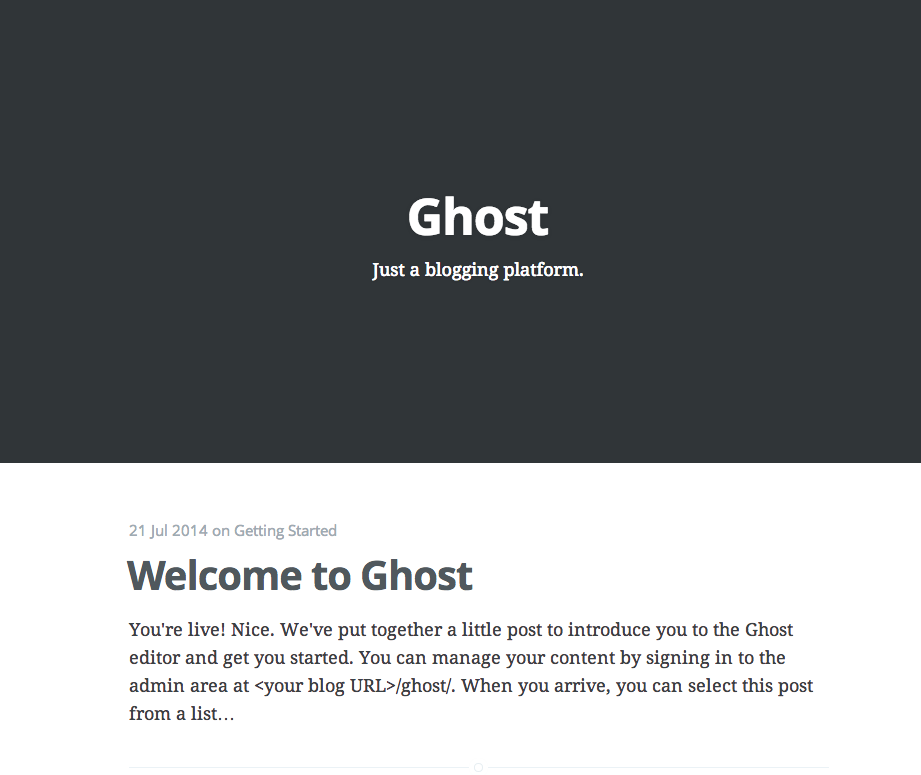 Ghost
Just a blogging platform.
21 Jul 2014 on Getting Started
Welcome to Ghost
You're live! Nice. We've put together a little post to introduce you to the Ghost
editor and get you started. You can manage your content by signing in to the
admin area at <your blog URL>/ghost/. When you arrive, you can select this post
from a list…